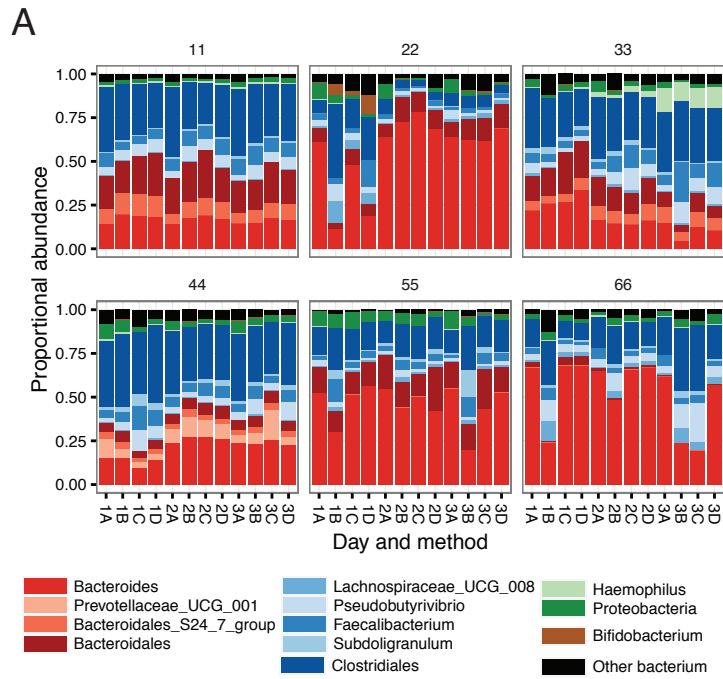 A
11 22 33
1.00
0.75
0.50
0.25
0.00
44 55 66
1.00
0.75
0.50
0.25
0.00
Proportional abundance
1A 1B 1C 1D 2A 2B 2C 2D 3A 3B 3C 3D 1A 1B 1C 1D 2A 2B 2C 2D 3A 3B 3C 3D 1A 1B 1C 1D 2A 2B 2C 2D 3A 3B 3C 3D
Day and method
Bacteroides
Prevotellaceae_UCG_001
Bacteroidales_S24_7_group
Bacteroidales
Lachnospiraceae_UCG_008
Pseudobutyrivibrio
Faecalibacterium
Subdoligranulum
Clostridiales
Haemophilus
Proteobacteria
Bifidobacterium
Other bacterium